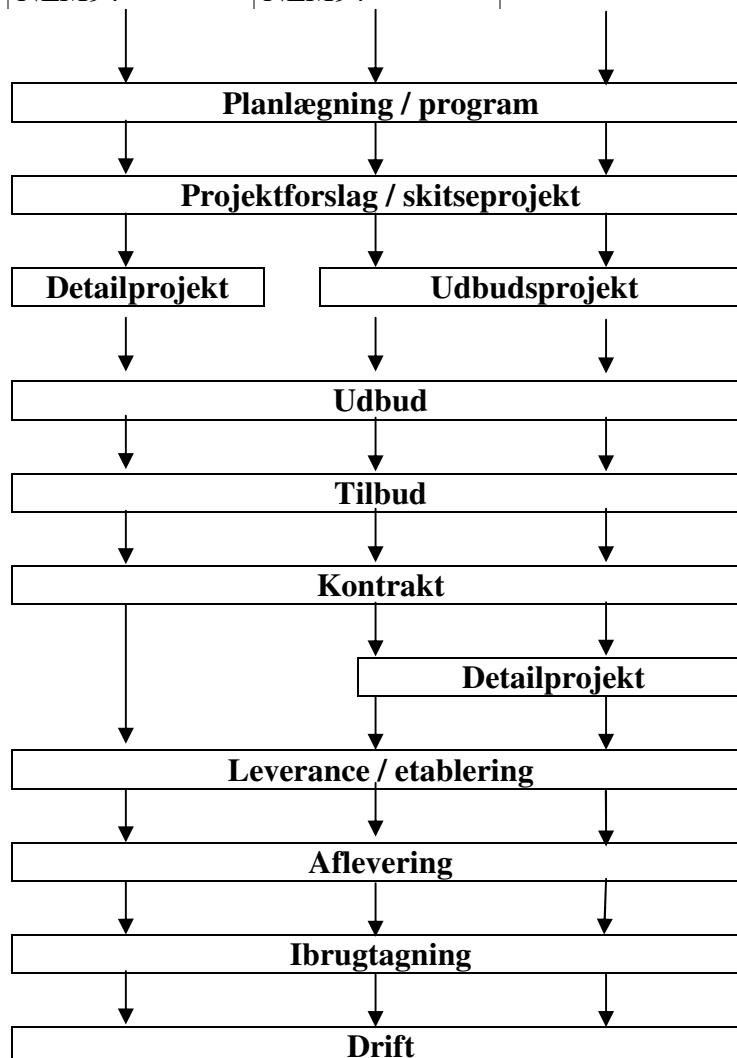 Planlægning / program
Projektforslag / skitseprojekt
Detailprojekt Udbudsprojekt
Udbud
Tilbud
Kontrakt
Detailprojekt
Leverance / etablering
Aflevering
Ibrugtagning
Drift